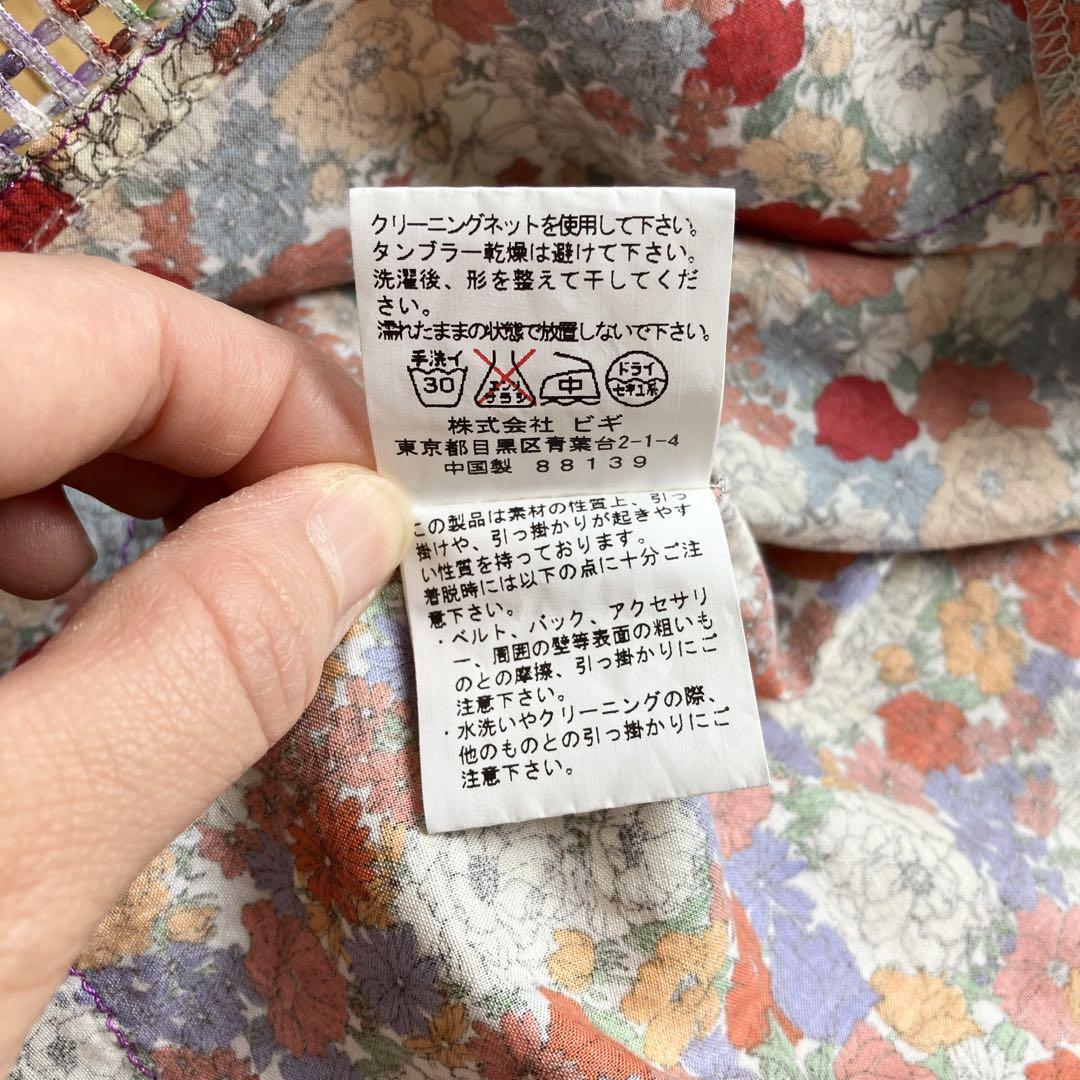 クリーニングネットを使用して下さい。
タンブラー乾燥は避けて下さい。
洗濯後、形を整えて干してくだ
さい。
濡れたままの状態で放置しないで下さい。
手洗イ
30
エンソ
サラシ
中
ドライ
セキユ系
株式会社 ビギ
東京都目黒区青葉台2-1-4
中国製 88139
この製品は素材の性質上、引っ
掛けや、引っ掛かりが起きやす
い性質を持っております。
着脱時には以下の点に十分ご注
意下さい。
・ベルト、バック、アクセサリ
ー、周囲の壁等表面の粗いも
のとの摩擦、引っ掛かりにご
注意下さい。
・水洗いやクリーニングの際、
他のものとの引っ掛かりにご
注意下さい。